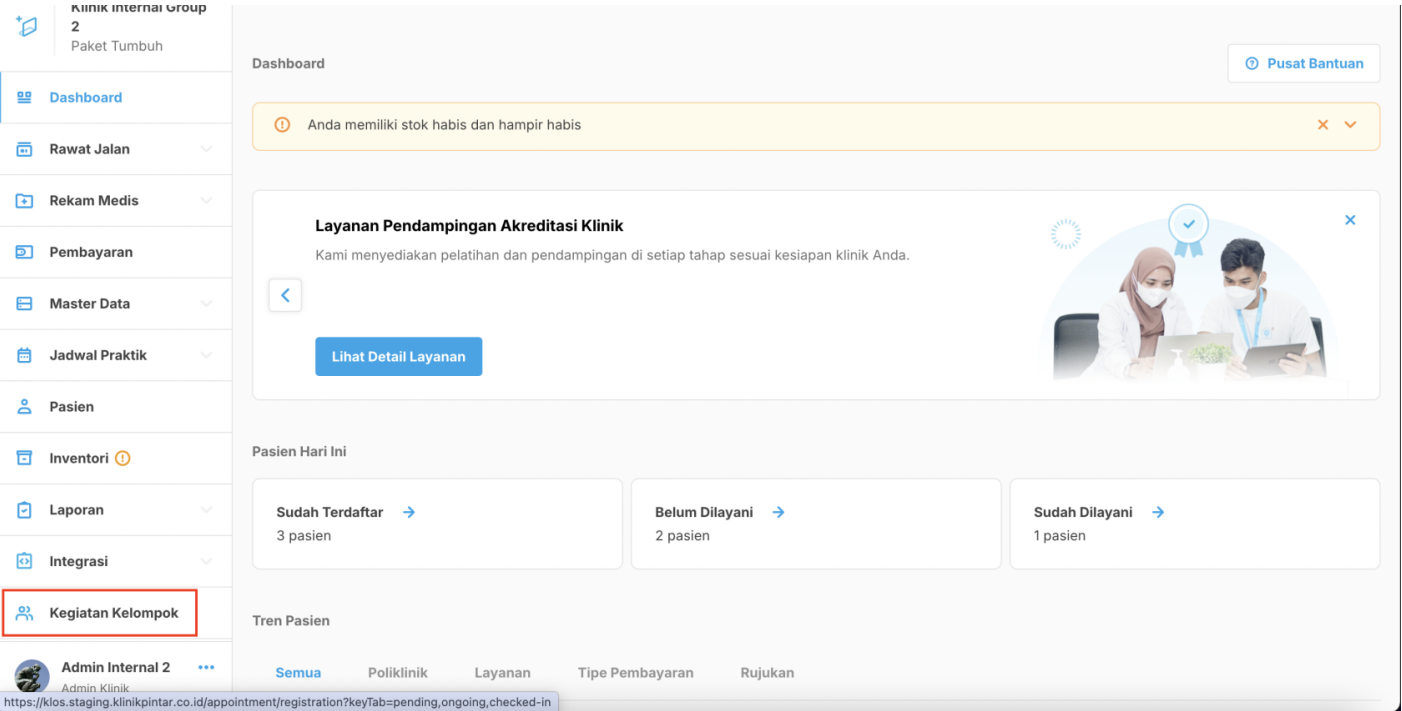 Klinik Internal Group
2
Paket Tumbuh
Dashboard
Rawat Jalan
Rekam Medis
Pembayaran
Master Data
Jadwal Praktik
Pasien
Inventori
Laporan
Integrasi
Kegiatan Kelompok
Admin Internal 2
Admin Klinik
Dashboard
Pusat Bantuan
Anda memiliki stok habis dan hampir habis
Layanan Pendampingan Akreditasi Klinik
Kami menyediakan pelatihan dan pendampingan di setiap tahap sesuai kesiapan klinik Anda.
Lihat Detail Layanan
Pasien Hari Ini
Sudah Terdaftar
3 pasien
Belum Dilayani
2 pasien
Sudah Dilayani
1 pasien
Tren Pasien
Semua Poliklinik Layanan Tipe Pembayaran Rujukan
https://klos.staging.klinikpintar.co.id/appointment/registration?keyTab=pending,ongoing,checked-in